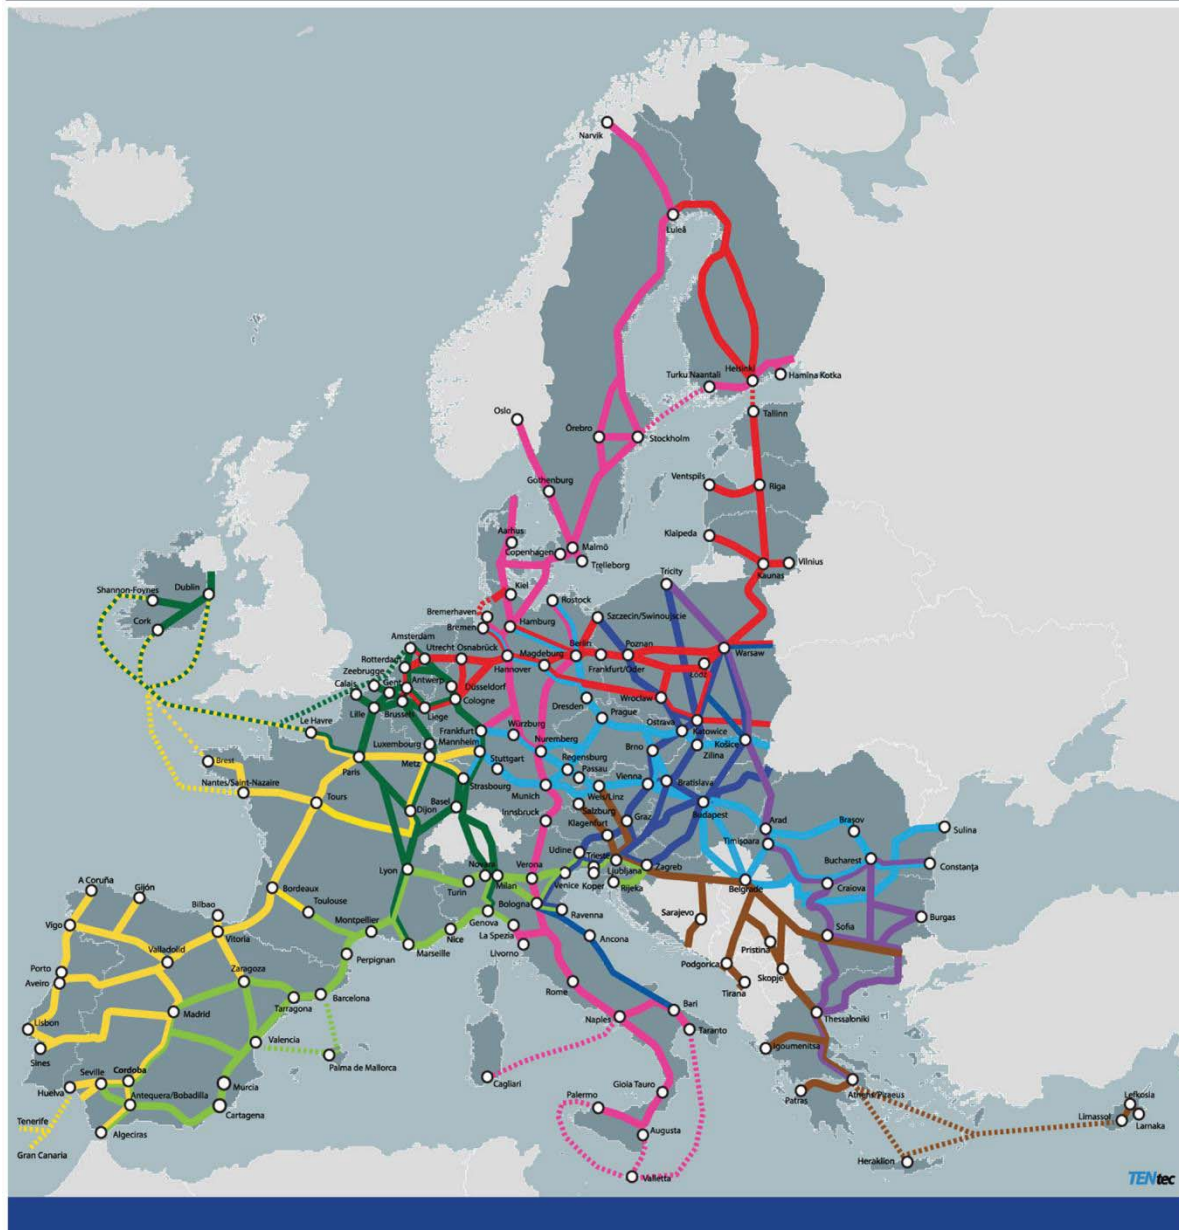 Narvik
Luleå
Turku Naantali
Helsinki
Hamina Kotka
Tallinn
Oslo
Örebro
Stockholm
Gothenburg
Ventspils
Riga
Klaipeda
Aarhus
Copenhagen
Malmö
Trelleborg
Vilnius
Kaunas
Tricity
Shannon-Foynes
Dublin
Cork
Kiel
Rostock
Bremerhaven
Bremen
Hamburg
Szczecin/Swinoujscie
Amsterdam
Utrecht
Osnabrück
Magdeburg
Berlin
Poznan
Warsaw
Rotterdam
Hannover
Frankfurt/Oder
Łódź
Zeebrugge
Calais
Gent
Antwerp
Düsseldorf
Cologne
Dresden
Wrocław
Lille
Brussel
Liege
Prague
Ostrava
Katowice
Le Havre
Frankfurt
Würzburg
Luxembourg
Mannheim
Nuremberg
Brno
Košice
Zilina
Brest
Paris
Metz
Stuttgart
Regensburg
Passau
Nantes/Saint-Nazaire
Strasbourg
Munich
Wels/Linz
Vienna
Bratislava
Tours
Dijon
Basel
Innsbruck
Salzburg
Klagenfurt
Graz
Budapest
Arad
Timişoara
Braşov
Sulina
Udine
Trieste
Lyon
Novara
Verona
Ljubljana
Zagreb
Bucharest
Constanţa
Turin
Milan
Venice
Koper
Rijeka
Belgrade
Craiova
A Coruña
Gijón
Bordeaux
Bologna
Ravenna
Vigo
Bilbao
Toulouse
Montpellier
Genova
La Spezia
Sarajevo
Sofia
Burgas
Vitoria
Nice
Marseille
Livorno
Ancona
Pristina
Valladolid
Perpignan
Podgorica
Skopje
Porto
Aveiro
Zaragoza
Barcelona
Tarragona
Rome
Tirana
Madrid
Naples
Bari
Taranto
Thessaloniki
Lisbon
Valencia
Igoumenitsa
Sines
Palma de Mallorca
Seville
Cordoba
Cagliari
Huelva
Antequera/Bobadilla
Murcia
Palermo
Gioia Tauro
Patras
Athens/Piraeus
Lefkosia
Cartagena
Limassol
Larnaka
Tenerife
Algeciras
Augusta
Gran Canaria
Heraklion
Valletta
TENtec